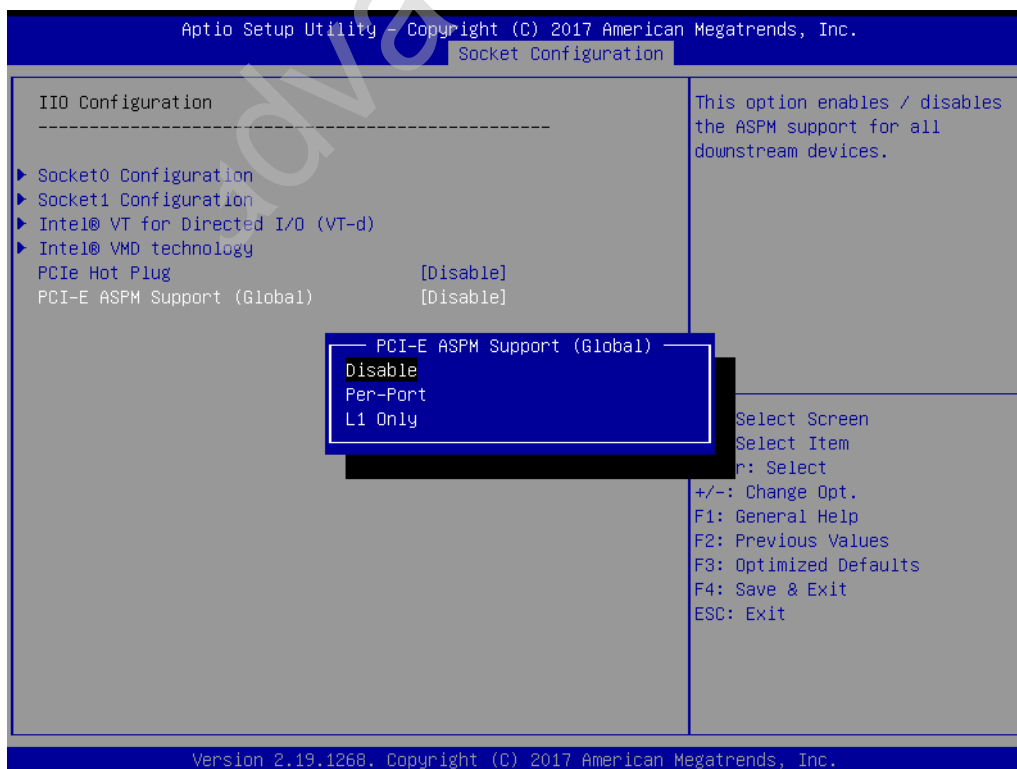 Aptio Setup Utility – Copyright (C) 2017 American Megatrends, Inc.
Socket Configuration
IIO Configuration
--------------------------------------------------
Socket0 Configuration
Socket1 Configuration
Intel® VT for Directed I/O (VT-d)
Intel® VMD technology
PCIe Hot Plug [Disable]
PCI-E ASPM Support (Global) [Disable]
PCI-E ASPM Support (Global)
Disable
Per-Port
L1 Only
This option enables / disables
the ASPM support for all
downstream devices.
Select Screen
Select Item
r: Select
+/-: Change Opt.
F1: General Help
F2: Previous Values
F3: Optimized Defaults
F4: Save & Exit
ESC: Exit
Version 2.19.1268. Copyright (C) 2017 American Megatrends, Inc.